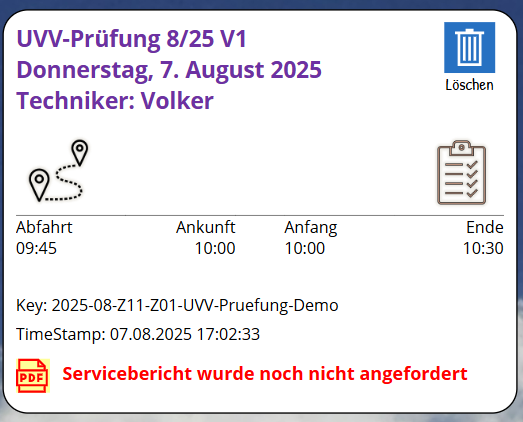 UVV-Prüfung 8/25 V1
Donnerstag, 7. August 2025
Techniker: Volker
Löschen
Abfahrt Ankunft Anfang Ende
09:45 10:00 10:00 10:30
Key: 2025-08-Z11-Z01-UVV-Pruefung-Demo
TimeStamp: 07.08.2025 17:02:33
PDF Servicebericht wurde noch nicht angefordert